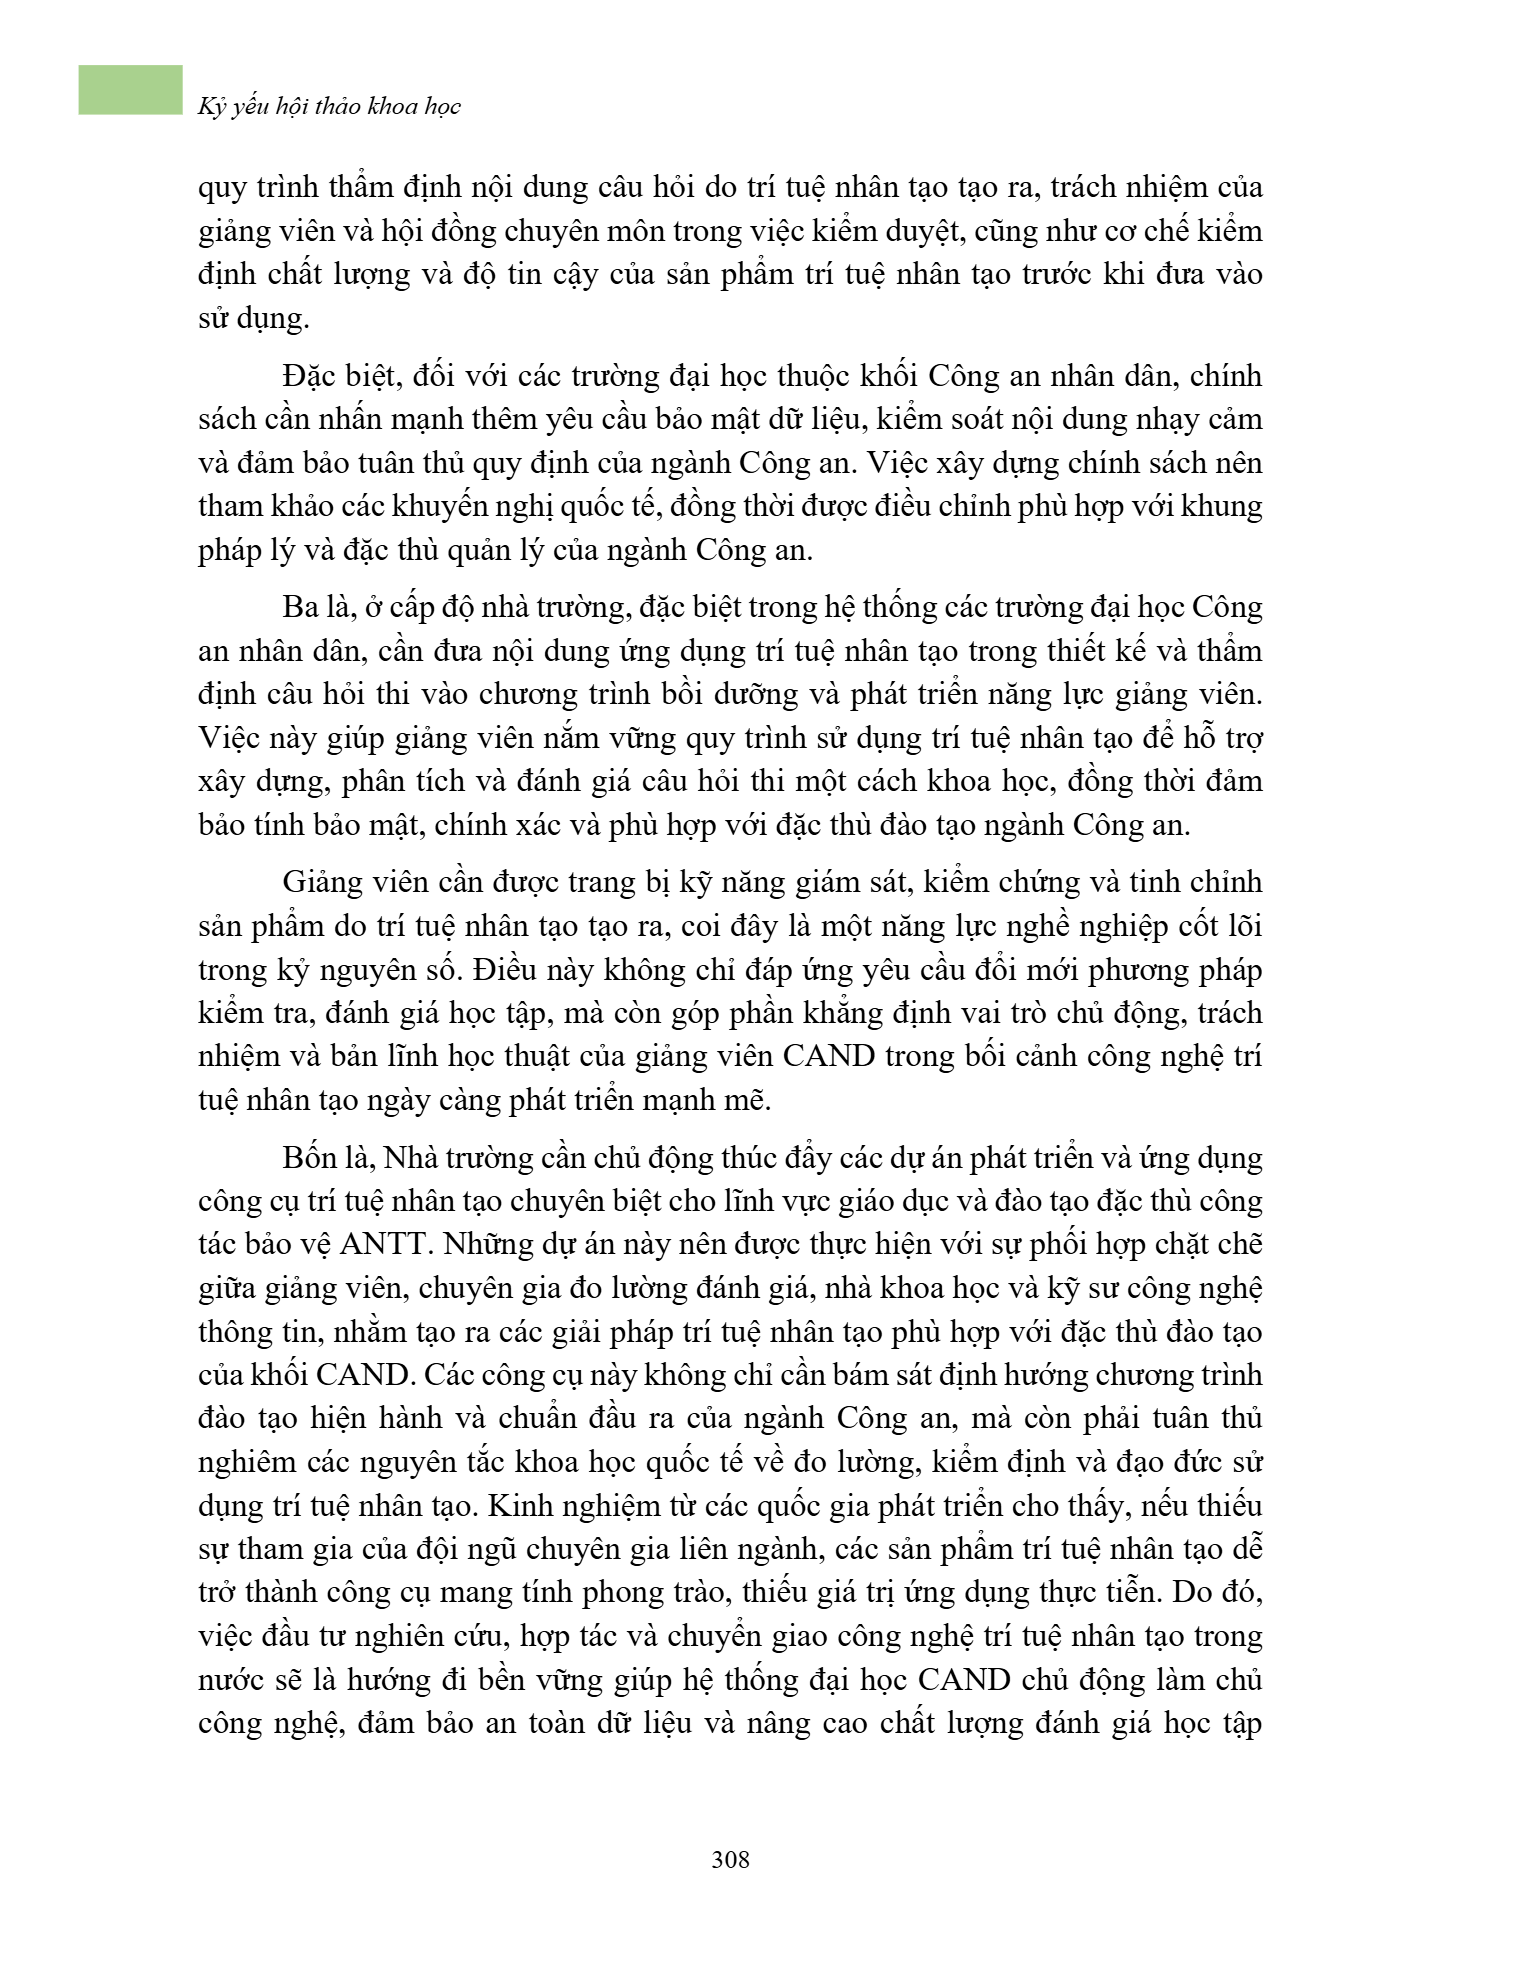 Kỷ yếu hội thảo khoa học
quy trình thẩm định nội dung câu hỏi do trí tuệ nhân tạo tạo ra, trách nhiệm của
giảng viên và hội đồng chuyên môn trong việc kiểm duyệt, cũng như cơ chế kiểm
định chất lượng và độ tin cậy của sản phẩm trí tuệ nhân tạo trước khi đưa vào
sử dụng.
Đặc biệt, đối với các trường đại học thuộc khối Công an nhân dân, chính
sách cần nhấn mạnh thêm yêu cầu bảo mật dữ liệu, kiểm soát nội dung nhạy cảm
và đảm bảo tuân thủ quy định của ngành Công an. Việc xây dựng chính sách nên
tham khảo các khuyến nghị quốc tế, đồng thời được điều chỉnh phù hợp với khung
pháp lý và đặc thù quản lý của ngành Công an.
Ba là, ở cấp độ nhà trường, đặc biệt trong hệ thống các trường đại học Công
an nhân dân, cần đưa nội dung ứng dụng trí tuệ nhân tạo trong thiết kế và thẩm
định câu hỏi thi vào chương trình bồi dưỡng và phát triển năng lực giảng viên.
Việc này giúp giảng viên nắm vững quy trình sử dụng trí tuệ nhân tạo để hỗ trợ
xây dựng, phân tích và đánh giá câu hỏi thi một cách khoa học, đồng thời đảm
bảo tính bảo mật, chính xác và phù hợp với đặc thù đào tạo ngành Công an.
Giảng viên cần được trang bị kỹ năng giám sát, kiểm chứng và tinh chỉnh
sản phẩm do trí tuệ nhân tạo tạo ra, coi đây là một năng lực nghề nghiệp cốt lõi
trong kỷ nguyên số. Điều này không chỉ đáp ứng yêu cầu đổi mới phương pháp
kiểm tra, đánh giá học tập, mà còn góp phần khẳng định vai trò chủ động, trách
nhiệm và bản lĩnh học thuật của giảng viên CAND trong bối cảnh công nghệ trí
tuệ nhân tạo ngày càng phát triển mạnh mẽ.
Bốn là, Nhà trường cần chủ động thúc đẩy các dự án phát triển và ứng dụng
công cụ trí tuệ nhân tạo chuyên biệt cho lĩnh vực giáo dục và đào tạo đặc thù công
tác bảo vệ ANTT. Những dự án này nên được thực hiện với sự phối hợp chặt chẽ
giữa giảng viên, chuyên gia đo lường đánh giá, nhà khoa học và kỹ sư công nghệ
thông tin, nhằm tạo ra các giải pháp trí tuệ nhân tạo phù hợp với đặc thù đào tạo
của khối CAND. Các công cụ này không chỉ cần bám sát định hướng chương trình
đào tạo hiện hành và chuẩn đầu ra của ngành Công an, mà còn phải tuân thủ
nghiêm các nguyên tắc khoa học quốc tế về đo lường, kiểm định và đạo đức sử
dụng trí tuệ nhân tạo. Kinh nghiệm từ các quốc gia phát triển cho thấy, nếu thiếu
sự tham gia của đội ngũ chuyên gia liên ngành, các sản phẩm trí tuệ nhân tạo dễ
trở thành công cụ mang tính phong trào, thiếu giá trị ứng dụng thực tiễn. Do đó,
việc đầu tư nghiên cứu, hợp tác và chuyển giao công nghệ trí tuệ nhân tạo trong
nước sẽ là hướng đi bền vững giúp hệ thống đại học CAND chủ động làm chủ
công nghệ, đảm bảo an toàn dữ liệu và nâng cao chất lượng đánh giá học tập
308